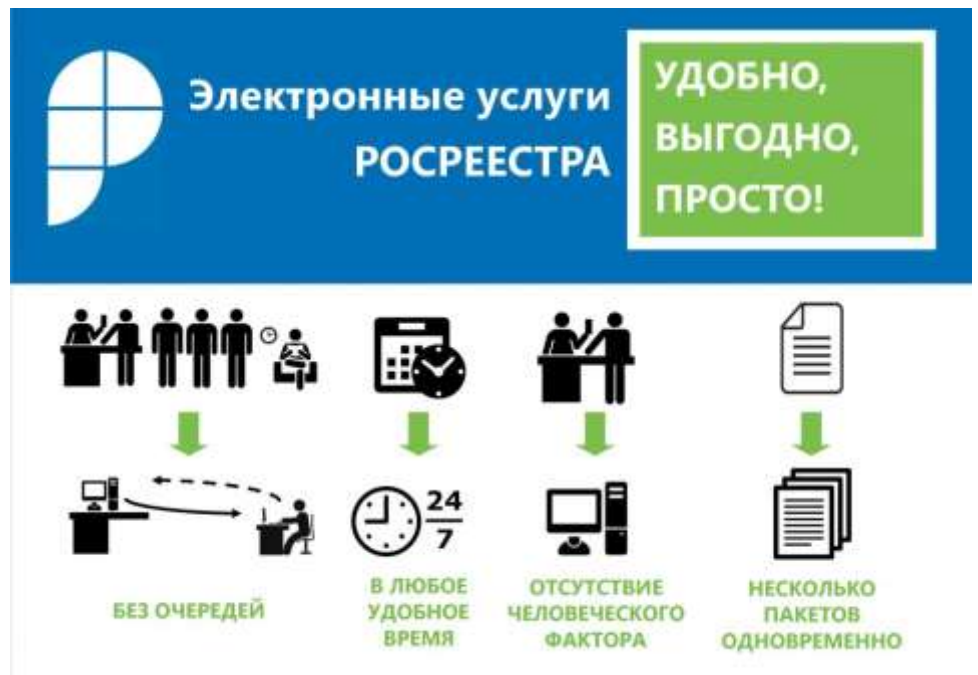 Электронные услуги
РОСРЕЕСТРА
УДОБНО,
ВЫГОДНО,
ПРОСТО!
24
7
БЕЗ ОЧЕРЕДЕЙ
В ЛЮБОЕ
УДОБНОЕ
ВРЕМЯ
ОТСУТСТВИЕ
ЧЕЛОВЕЧЕСКОГО
ФАКТОРА
НЕСКОЛЬКО
ПАКЕТОВ
ОДНОВРЕМЕННО